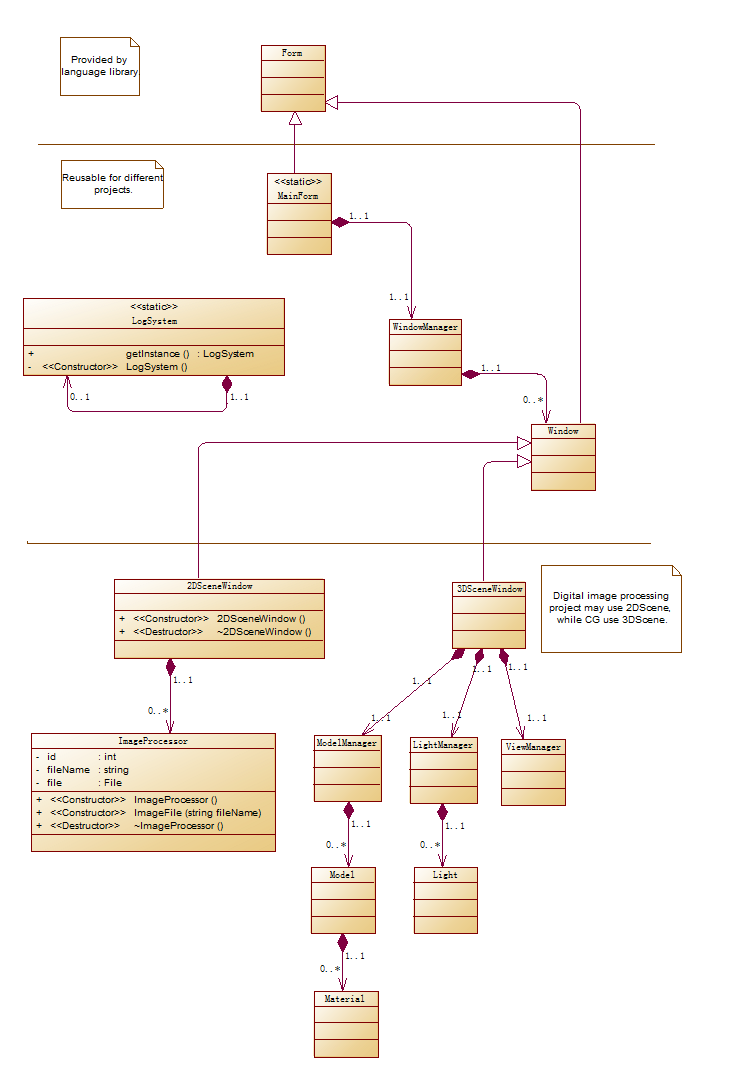 Provided by
language library
Form
Reusable for different
projects.
<<static>>
MainForm
1..1
1..1
<<static>>
LogSystem
+ getInstance () : LogSystem
- <<Constructor>> LogSystem ()
0..1
1..1
WindowManager
1..1
0..*
Window
2DSceneWindow
+ <<Constructor>> 2DSceneWindow ()
+ <<Destructor>> ~2DSceneWindow ()
3DSceneWindow
Digital image processing
project may use 2DScene,
while CG use 3DScene.
1..1
0..*
1..1
1..1
1..1
1..1
1..1
1..1
ImageProcessor
- id : int
- fileName : string
- file : File
+ <<Constructor>> ImageProcessor ()
+ <<Constructor>> ImageFile (string fileName)
+ <<Destructor>> ~ImageProcessor ()
ModelManager
LightManager
ViewManager
1..1
0..*
1..1
0..*
Model
Light
1..1
0..*
Material